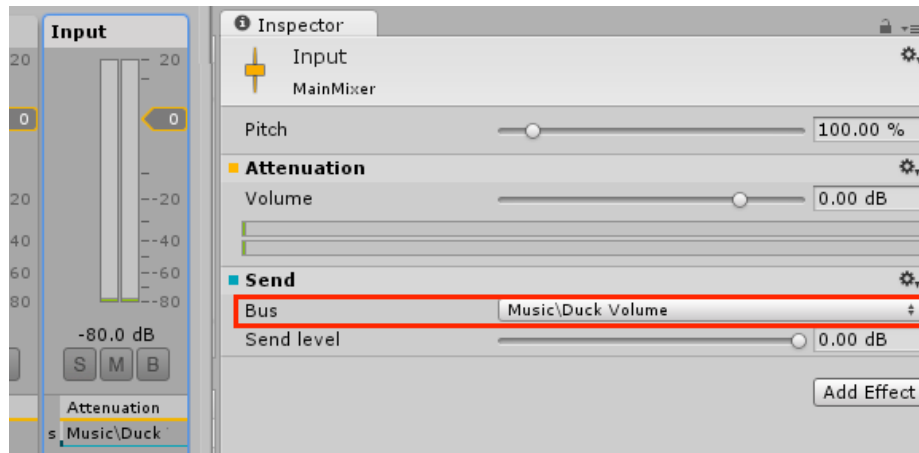 Input
20
20
0
0
20
--20
40
--40
60
--60
80
--80
-80.0 dB
S M B
Attenuation
s Music\Duck
Inspector
Input
MainMixer
Pitch 100.00 %
Attenuation
Volume 0.00 dB
Send
Bus Music\Duck Volume
Send level 0.00 dB
Add Effect